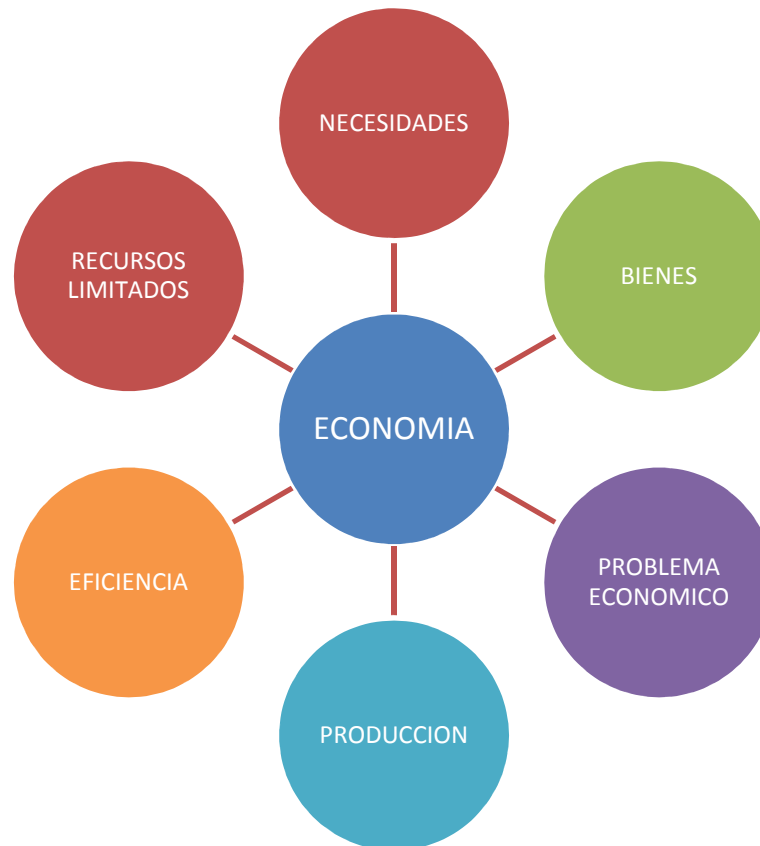 NECESIDADES
RECURSOS
LIMITADOS
BIENES
ECONOMIA
EFICIENCIA
PROBLEMA
ECONOMICO
PRODUCCION